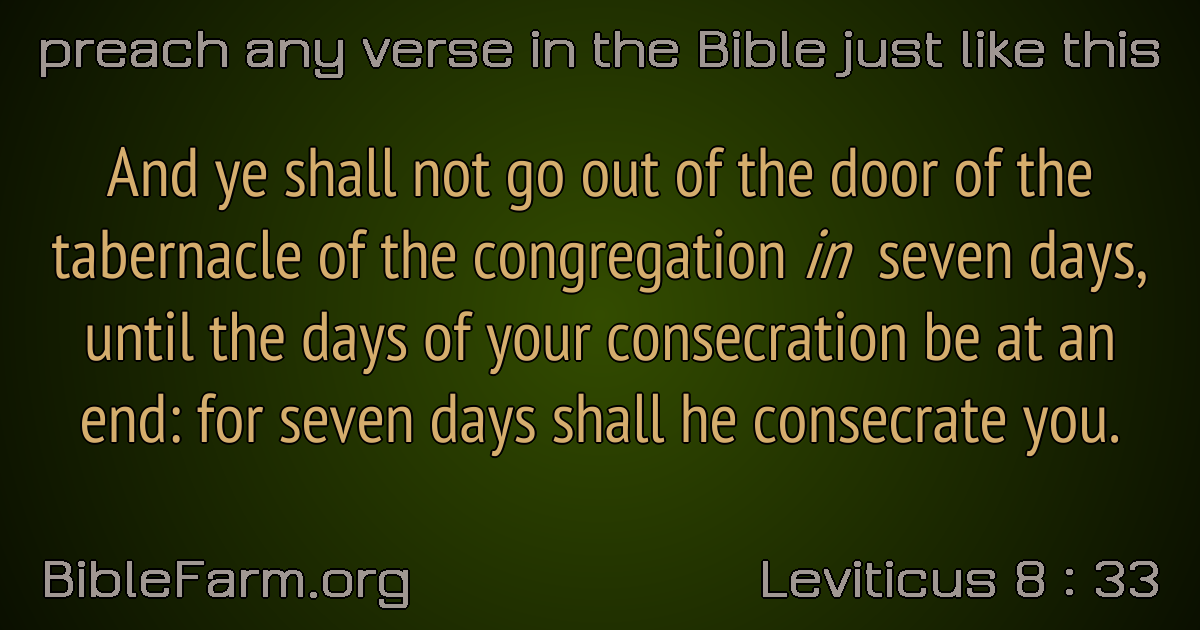 preach any verse in the Bible just like this
And ye shall not go out of the door of the
tabernacle of the congregation in seven days,
until the days of your consecration be at an
end: for seven days shall he consecrate you.
BibleFarm.org
Leviticus 8 : 33